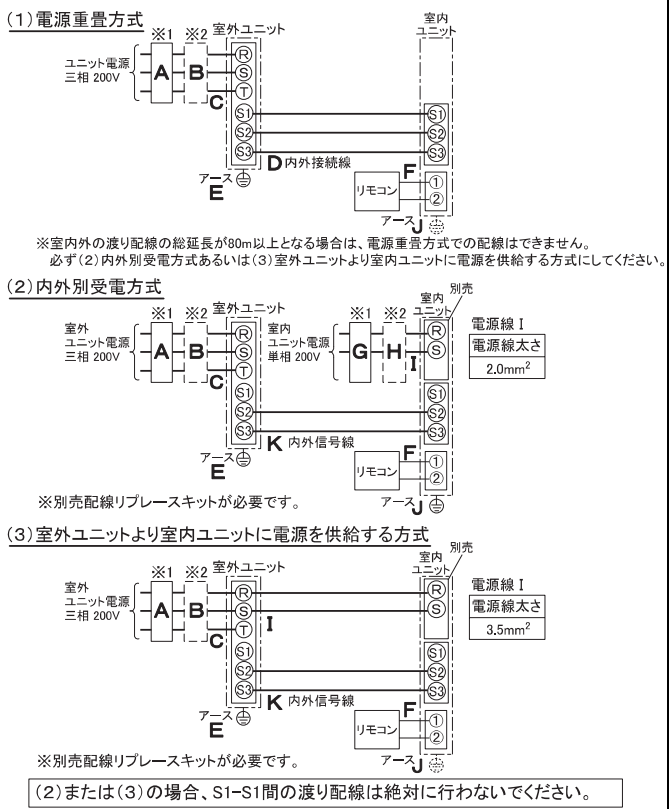 (1)電源重畳方式
※1 ※2 室外ユニット
室内
ユニット
ユニット電源
三相 200V
A B
C
R
S
T
S1 S1
S2 S2
S3 S3
D 内外接続線
アース
E
リモコン
F
①
②
アース J
※室内外の渡り配線の総延長が80m以上となる場合は、電源重畳方式での配線はできません。
必ず(2)内外別受電方式あるいは(3)室外ユニットより室内ユニットに電源を供給する方式にしてください。
(2)内外別受電方式
※1 ※2 室外ユニット
※1 ※2 室内
ユニット
別売
室外
ユニット電源
三相 200V
A B
C
R
S
T
室内
ユニット電源
単相 200V
G H
I
R
S
電源線 I
電源線太さ
2.0mm²
S1 S1
S2 S2
S3 S3
K 内外信号線
アース
E
リモコン
F
①
②
アース J
※別売配線リプレースキットが必要です。
(3)室外ユニットより室内ユニットに電源を供給する方式
※1 ※2 室外ユニット
室内
ユニット
別売
室外
ユニット電源
三相 200V
A B
C
R R
S S
T I
電源線 I
電源線太さ
3.5mm²
S1 S1
S2 S2
S3 S3
K 内外信号線
アース
E
リモコン
F
①
②
アース J
※別売配線リプレースキットが必要です。
(2)または(3)の場合、S1-S1間の渡り配線は絶対に行わないでください。